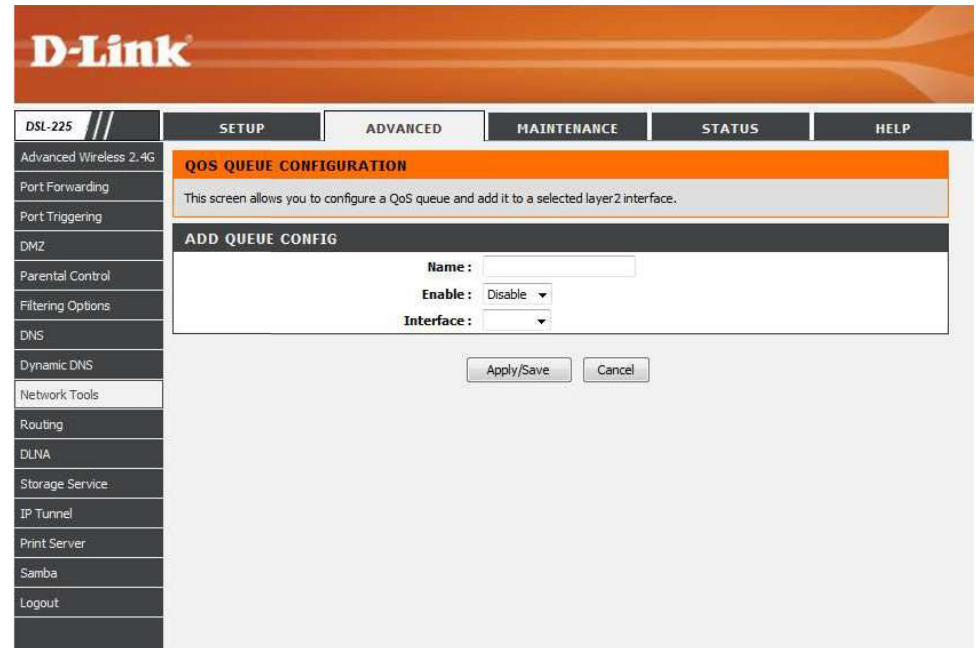 D-Link
DSL-225
SETUP
ADVANCED
MAINTENANCE
STATUS
HELP
Advanced Wireless 2.4G
Port Forwarding
Port Triggering
DMZ
Parental Control
Filtering Options
DNS
Dynamic DNS
Network Tools
Routing
DLNA
Storage Service
IP Tunnel
Print Server
Samba
Logout
QOS QUEUE CONFIGURATION
This screen allows you to configure a QoS queue and add it to a selected layer2 interface.
ADD QUEUE CONFIG
Name :
Enable : Disable
Interface :
Apply/Save Cancel